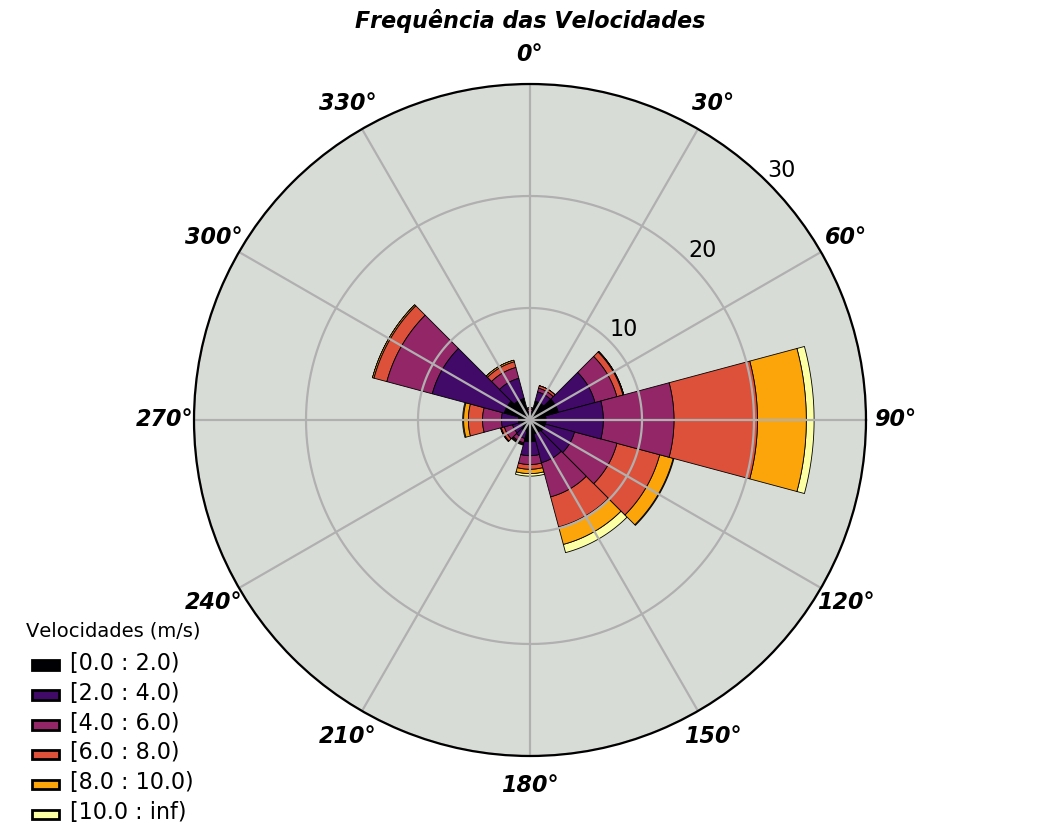 Frequência das Velocidades
0°
330°
30°
30
300°
60°
20
10
270°
90°
240°
120°
210°
150°
180°
Velocidades (m/s)
[0.0 : 2.0)
[2.0 : 4.0)
[4.0 : 6.0)
[6.0 : 8.0)
[8.0 : 10.0)
[10.0 : inf)